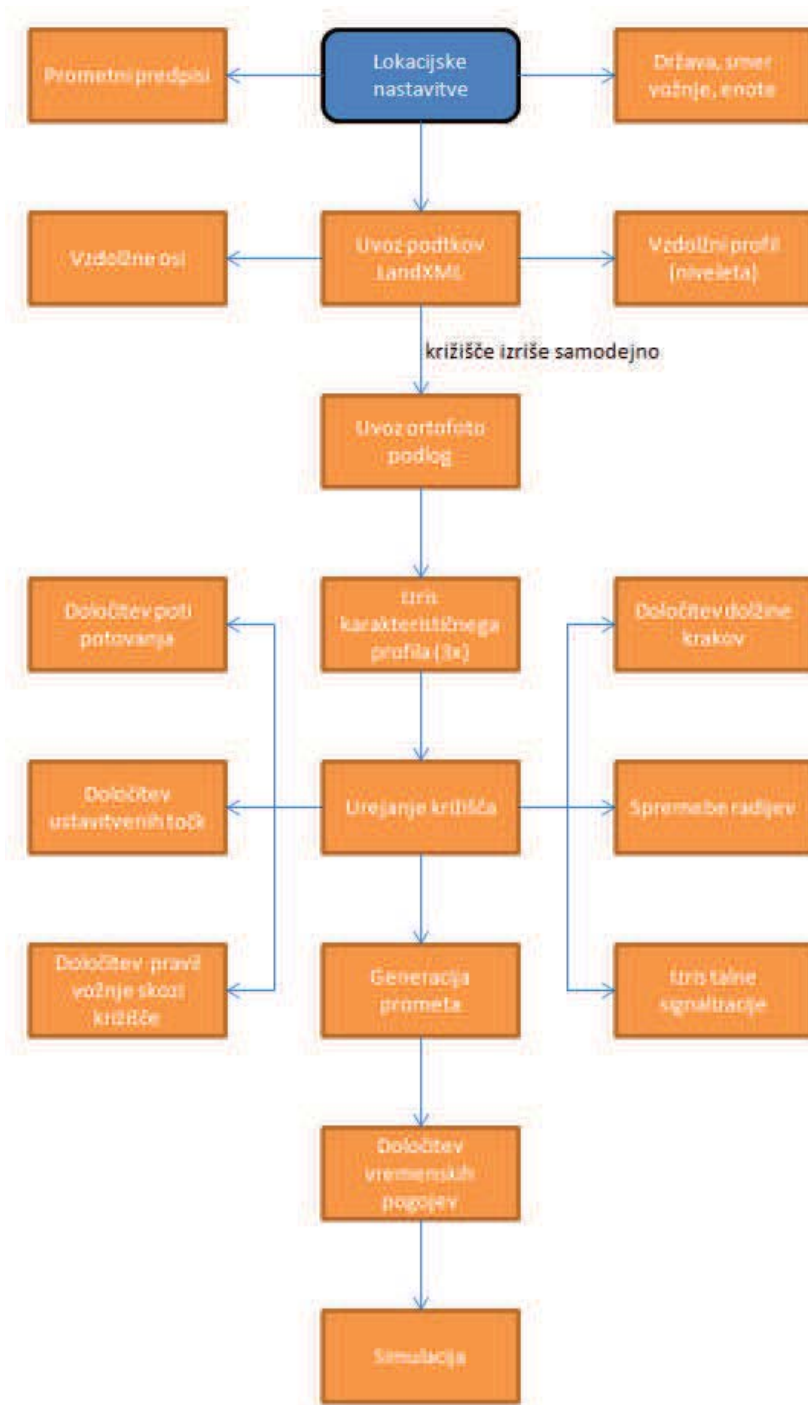 Prometni predpisi
Lokacijske
nastavitve
Država, smer
vožnje, enote
Vzdolžne osi
Uvoz podtkov
LandXML
Vzdolžni profil
(niveleta)
križišče izriše samodejno
Uvoz ortofoto
podlog
Določitev poti
potovanja
Izris
karakterističnega
profila (3x)
Določitev dolžine
krakov
Določitev
ustavitvenih točk
Urejanje križišča
Spremebe radijev
Določitev pravil
vožnje skozi
križišče
Generacija
prometa
Izris talne
signalizacije
Določitev
vremenskih
pogojev
Simulacija